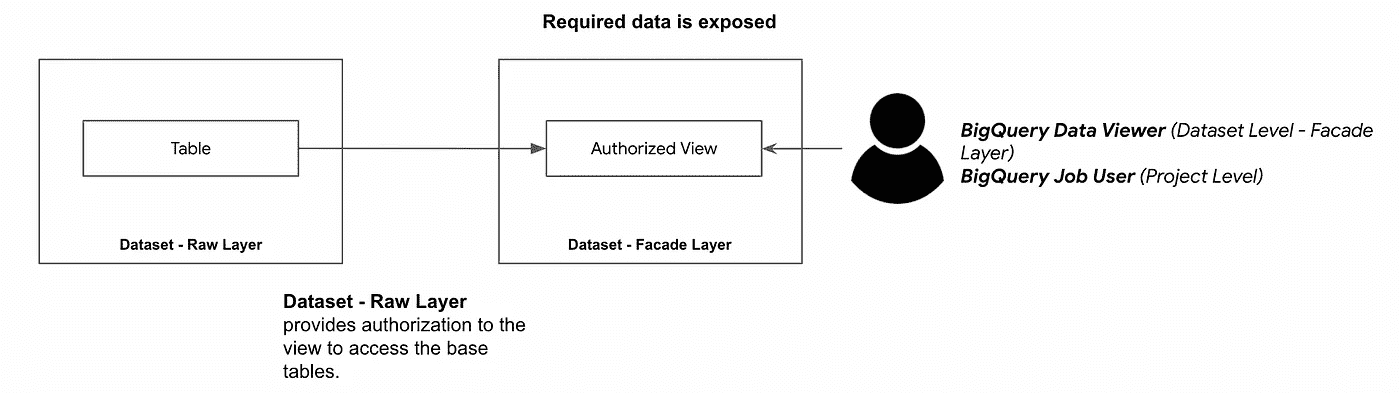 Required data is exposed
Table
Dataset - Raw Layer
Authorized View
Dataset - Facade Layer
BigQuery Data Viewer (Dataset Level - Facade
Layer)
BigQuery Job User (Project Level)
Dataset - Raw Layer
provides authorization to the
view to access the base
tables.